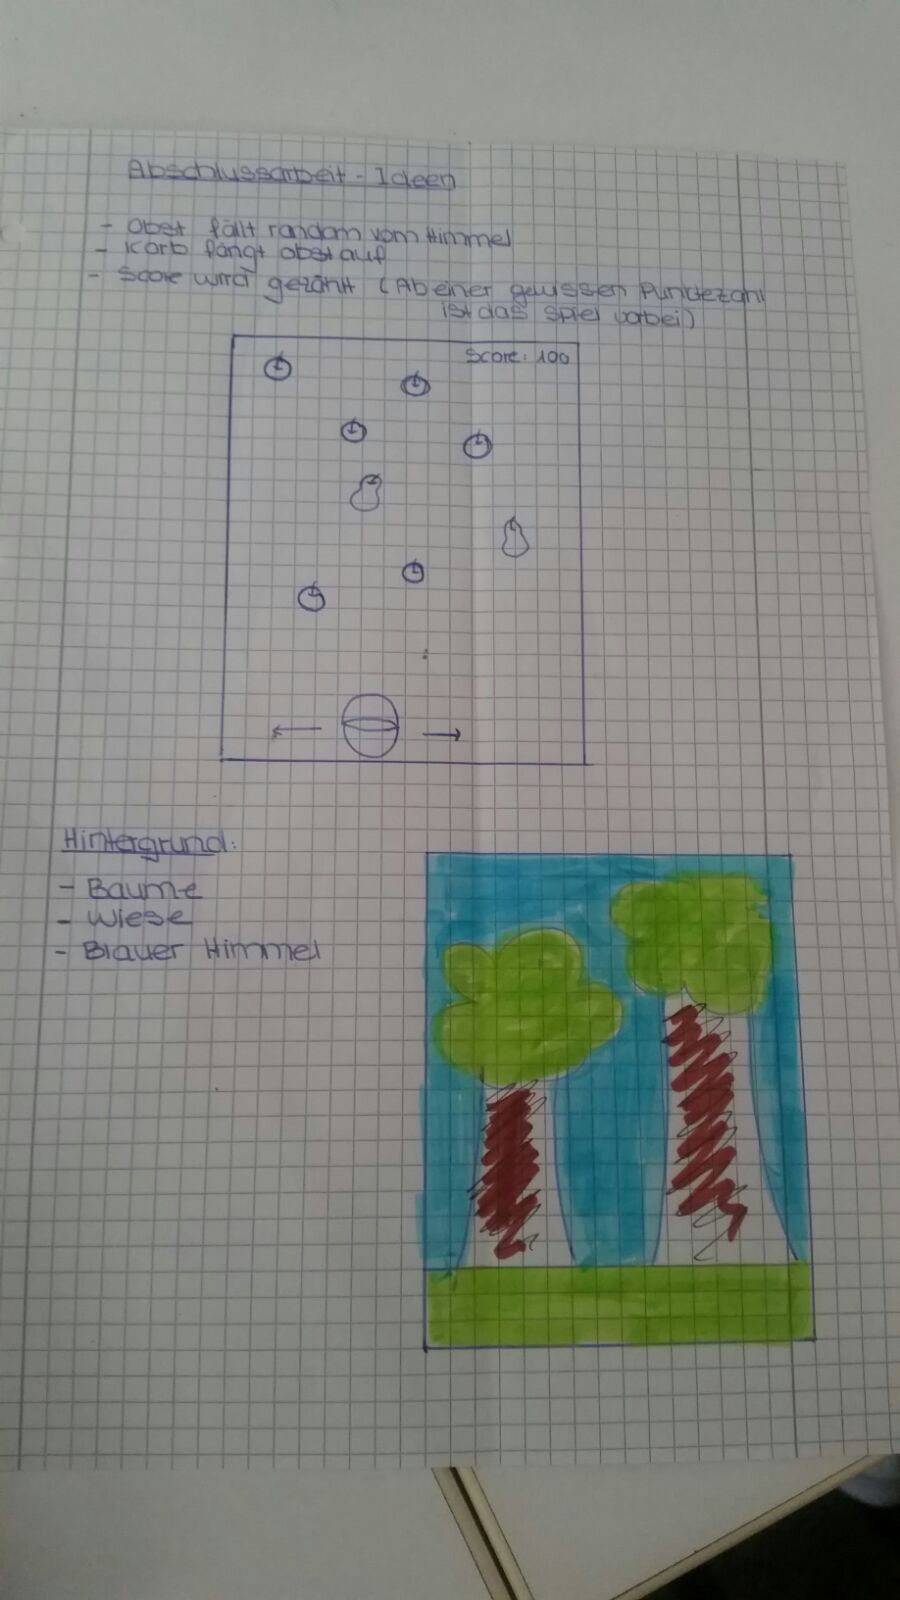 Abschlussarbeit - Ideen
- Obst fällt random vom Himmel
- Korb fängt obst auf
- Score wird gezählt (Ab einer gewissen Punktezahl
ist das Spiel vorbei)
Score: 100
Hintergrund:
- Bäume
- Wiese
- Blauer Himmel